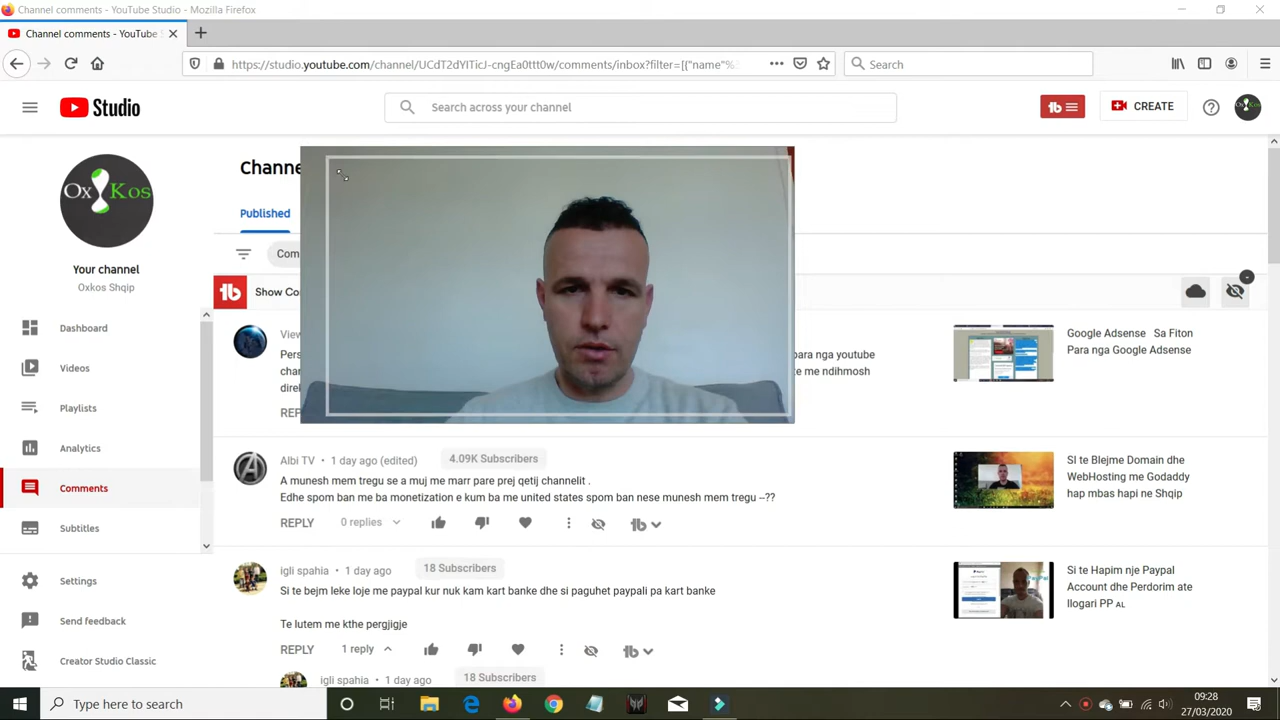 Channel comments - YouTube Studio - Mozilla Firefox
Channel comments - YouTube
https://studio.youtube.com/channel/UCdT2dYITicJ-cngEa0ttt0w/comments/inbox?filter=[{"name"%
Search
Studio
Search across your channel
CREATE
Ox Kos
Your channel
Oxkos Shqip
Dashboard
Videos
Playlists
Analytics
Comments
Subtitles
Settings
Send feedback
Creator Studio Classic
Channe
Published
Com
Show Co
View
Pers
para nga youtube
chan
te me ndihmosh
direk
REP
Google Adsense Sa Fiton
Para nga Google Adsense
Albi TV • 1 day ago (edited) 4.09K Subscribers
A munesh mem tregu se a muj me marr pare prej qetij channelit .
Edhe spom ban me ba monetization e kum ba me united states spom ban nese munesh mem tregu --??
REPLY 0 replies
SI te Blejme Domain dhe
WebHosting me Godaddy
hap mbas hapi ne Shqip
igli spahia • 1 day ago 18 Subscribers
Si te bejm leke loje me paypal kur nuk kam kart banke dhe si paguhet paypali pa kart banke
Te lutem me kthe pergjigje
REPLY 1 reply
Si te Hapim nje Paypal
Account dhe Perdorim ate
llogari PP AL
igli spahia • 1 day ago 18 Subscribers
Type here to search
09:28
27/03/2020